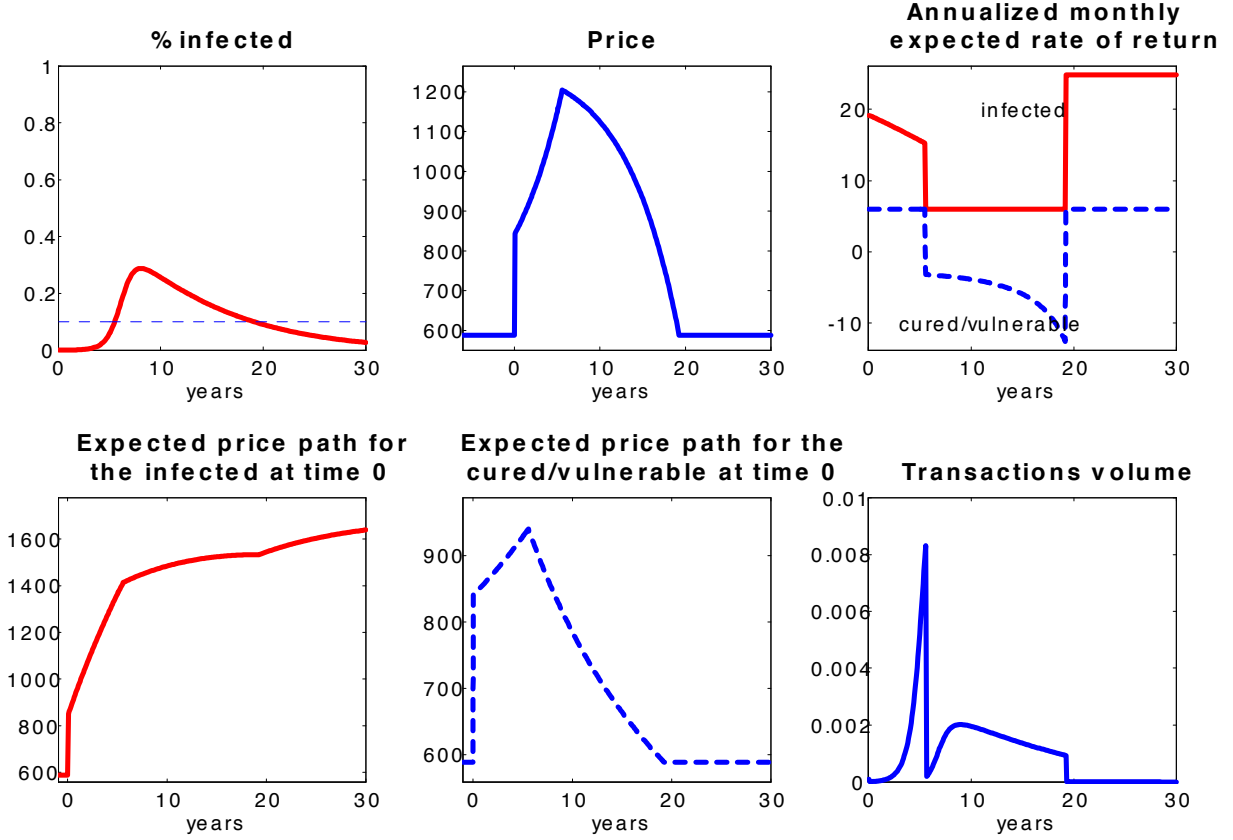 % infected
1
0.8
0.6
0.4
0.2
0
0 10 20 30
years
Price
1200
1100
1000
900
800
700
600
0 10 20 30
years
Annualized monthly
expected rate of return
20
10
0
-10
infected
cured/vulnerable
0 10 20 30
years
Expected price path for
the infected at time 0
1600
1400
1200
1000
800
600
0 10 20 30
years
Expected price path for the
cured/vulnerable at time 0
900
800
700
600
0 10 20 30
years
Transactions volume
0.01
0.008
0.006
0.004
0.002
0
0 10 20 30
years